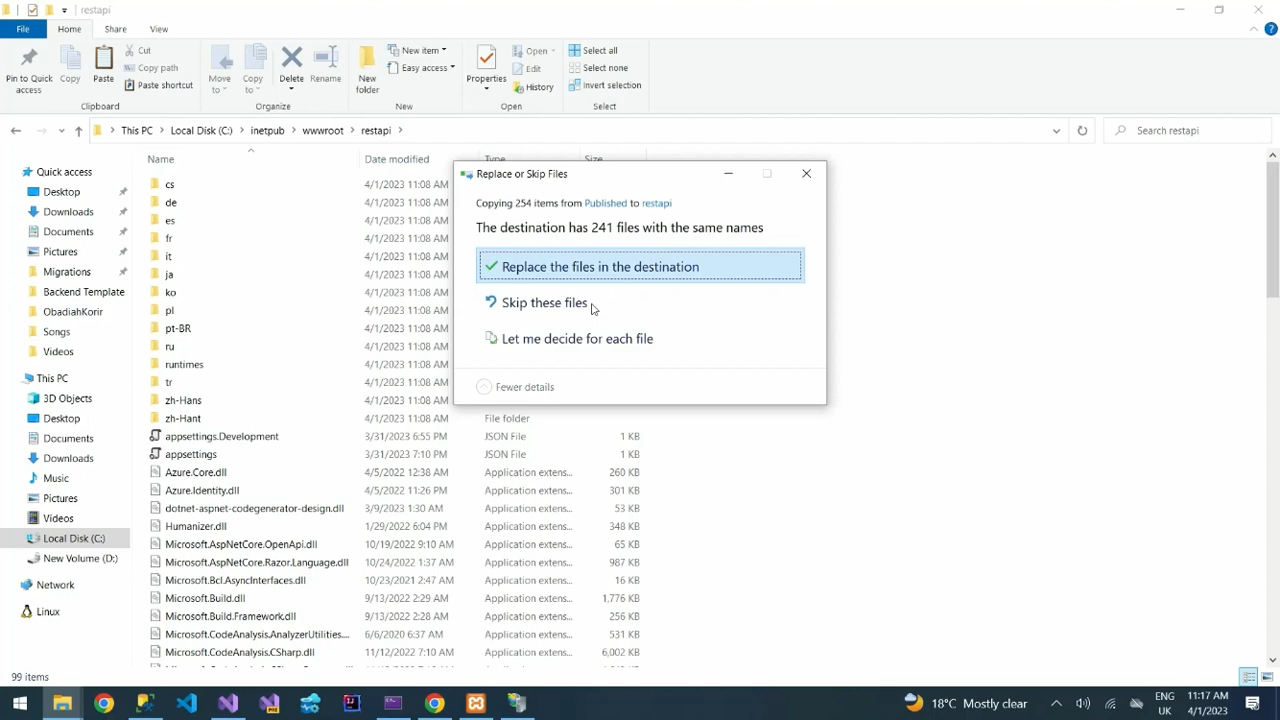 restapi
File Home Share View
Pin to Quick access
Copy
Paste
Cut
Copy path
Paste shortcut
Clipboard
Move to
Copy to
Delete
Rename
Organize
New folder
New item
Easy access
New
Properties
Open
Edit
History
Open
Select all
Select none
Invert selection
Select
This PC > Local Disk (C:) > inetpub > wwwroot > restapi >
Search restapi
Quick access
Desktop
Downloads
Documents
Pictures
Migrations
Backend Template
ObadiahKorir
Songs
Videos
This PC
3D Objects
Desktop
Documents
Downloads
Music
Pictures
Videos
Local Disk (C:)
New Volume (D:)
Network
Linux
Name Date modified Type Size
cs 4/1/2023 11:08 AM
de 4/1/2023 11:08 AM
es 4/1/2023 11:08 AM
fr 4/1/2023 11:08 AM
it 4/1/2023 11:08 AM
ja 4/1/2023 11:08 AM
ko 4/1/2023 11:08 AM
pl 4/1/2023 11:08 AM
pt-BR 4/1/2023 11:08 AM
ru 4/1/2023 11:08 AM
runtimes 4/1/2023 11:08 AM
tr 4/1/2023 11:08 AM
zh-Hans 4/1/2023 11:08 AM
zh-Hant 4/1/2023 11:08 AM File folder
appsettings.Development 3/31/2023 6:55 PM JSON File 1 KB
appsettings 3/31/2023 7:10 PM JSON File 1 KB
Azure.Core.dll 4/5/2022 12:38 AM Application extens... 260 KB
Azure.Identity.dll 4/5/2022 11:26 PM Application extens... 301 KB
dotnet-aspnet-codegenerator-design.dll 3/9/2023 1:30 AM Application extens... 53 KB
Humanizer.dll 1/29/2022 6:04 PM Application extens... 348 KB
Microsoft.AspNetCore.OpenApi.dll 10/19/2022 9:10 AM Application extens... 65 KB
Microsoft.AspNetCore.Razor.Language.dll 10/24/2022 1:37 AM Application extens... 987 KB
Microsoft.Bcl.AsyncInterfaces.dll 10/23/2021 2:47 AM Application extens... 16 KB
Microsoft.Build.dll 9/13/2022 2:29 AM Application extens... 1,776 KB
Microsoft.Build.Framework.dll 9/13/2022 2:28 AM Application extens... 256 KB
Microsoft.CodeAnalysis.AnalyzerUtilities.... 6/6/2020 6:37 AM Application extens... 531 KB
Microsoft.CodeAnalysis.CSharp.dll 11/12/2022 7:10 AM Application extens... 6,002 KB
Replace or Skip Files
Copying 254 items from Published to restapi
The destination has 241 files with the same names
Replace the files in the destination
Skip these files
Let me decide for each file
Fewer details
99 items
18°C Mostly clear
ENG
UK
11:17 AM
4/1/2023